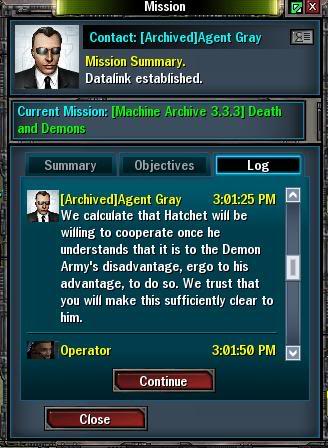 Mission
Contact: [Archived]Agent Gray
Mission Summary.
Datalink established.
Current Mission: [Machine Archive 3.3.3] Death
and Demons
Summary
Objectives
Log
[Archived]Agent Gray 3:01:25 PM
We calculate that Hatchet will be
willing to cooperate once he
understands that it is to the Demon
Army's disadvantage, ergo to his
advantage, to do so. We trust that
you will make this sufficiently clear to
him.
Operator 3:01:50 PM
Continue
Close